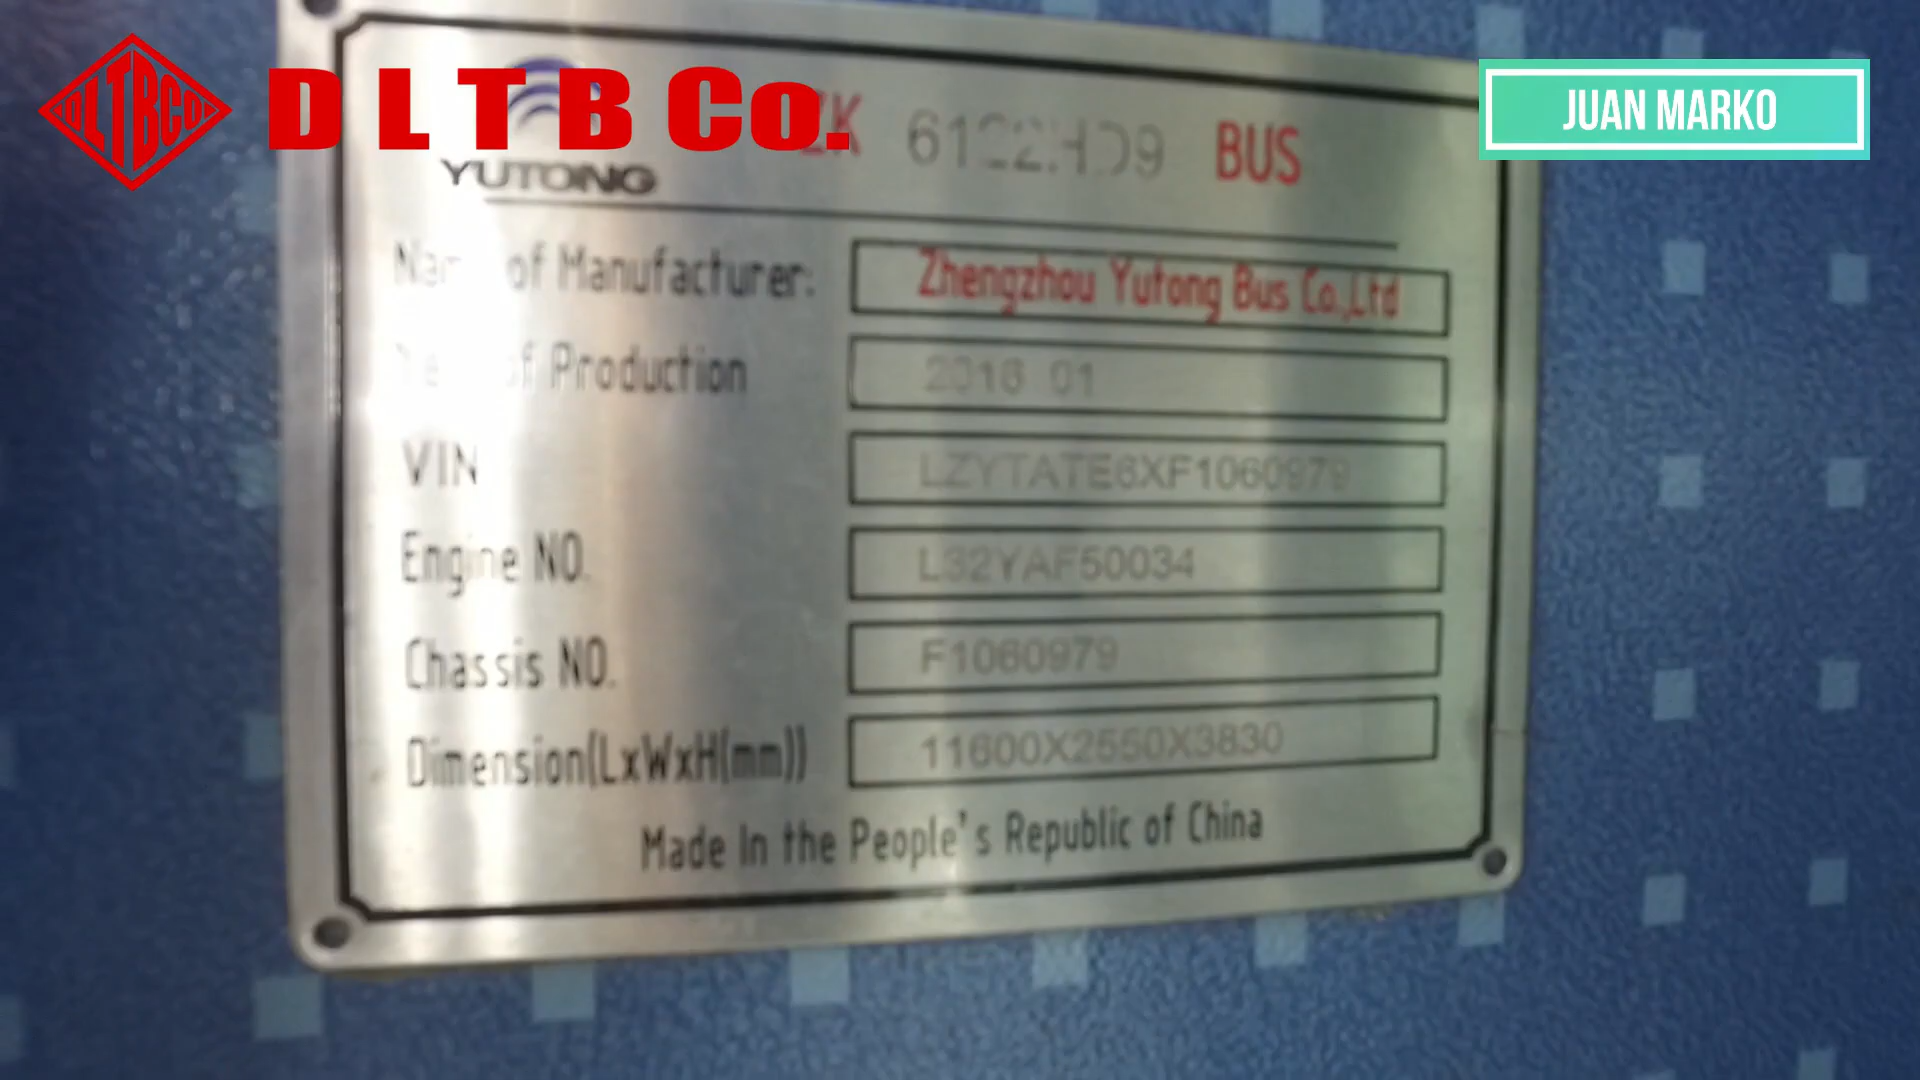 DLTBCO
DLTB Co.
JUAN MARKO
YUTONG
ZK 6122HD9 BUS
of Manufacturer: Zhengzhou Yutong Bus Co.,Ltd
of Production 2016 01
VIN LZYTATE6XF1060979
Engine NO. L32YAF50034
Chassis NO. F1060979
Dimension(LxWxH(mm)) 11600X2550X3830
Made In the People's Republic of China